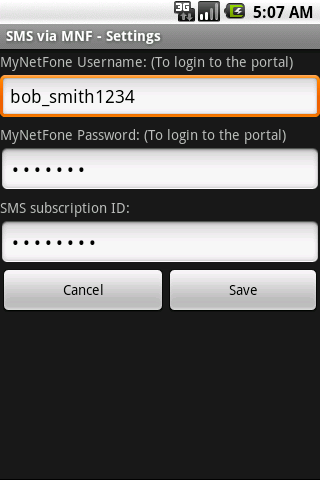 3G 5:07 AM
SMS via MNF - Settings
MyNetFone Username: (To login to the portal)
bob_smith1234
MyNetFone Password: (To login to the portal)
•••••••
SMS subscription ID:
••••••••
Cancel Save